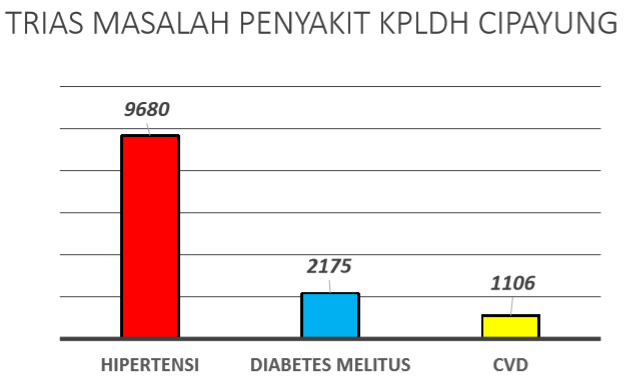 TRIAS MASALAH PENYAKIT KPLDH CIPAYUNG
9680
2175
1106
HIPERTENSI
DIABETES MELITUS
CVD